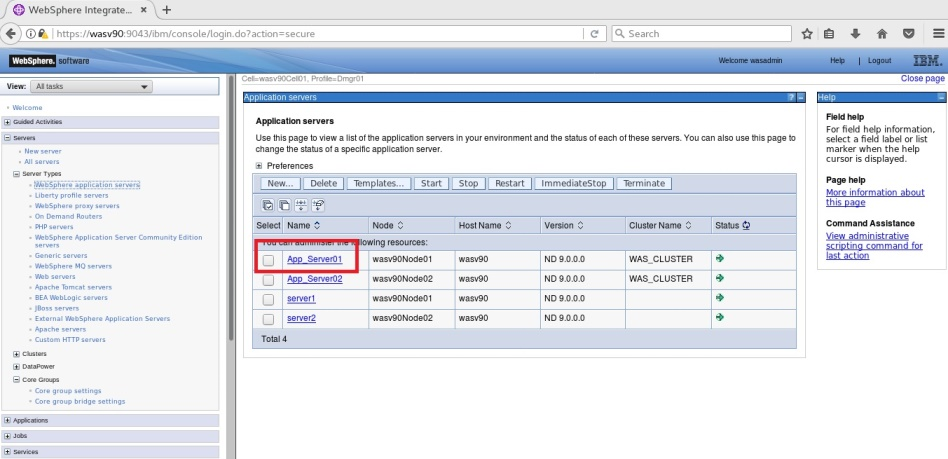 WebSphere Integrate... × +
https://wasv90:9043/ibm/console/login.do?action=secure
Search
WebSphere. software
Welcome wasadmin
Help
Logout
IBM.
View: All tasks
Welcome
Guided Activities
Servers
New server
All servers
Server Types
WebSphere application servers
Liberty profile servers
WebSphere proxy servers
On Demand Routers
PHP servers
WebSphere Application Server Community Edition
servers
Generic servers
WebSphere MQ servers
Web servers
Apache Tomcat servers
BEA WebLogic servers
JBoss servers
External WebSphere Application Servers
Apache servers
Custom HTTP servers
Clusters
DataPower
Core Groups
Core group settings
Core group bridge settings
Applications
Jobs
Services
Cell=wasv90Cell01, Profile=Dmgr01
Close page
Application servers
Application servers
Use this page to view a list of the application servers in your environment and the status of each of these servers. You can also use this page to
change the status of a specific application server.
Preferences
New... Delete Templates... Start Stop Restart ImmediateStop Terminate
Select Name Node Host Name Version Cluster Name Status
You can administer the following resources:
App_Server01 wasv90Node01 wasv90 ND 9.0.0.0 WAS_CLUSTER
App_Server02 wasv90Node02 wasv90 ND 9.0.0.0 WAS_CLUSTER
server1 wasv90Node01 wasv90 ND 9.0.0.0
server2 wasv90Node02 wasv90 ND 9.0.0.0
Total 4
Help
Field help
For field help information,
select a field label or list
marker when the help
cursor is displayed.
Page help
More information about
this page
Command Assistance
View administrative
scripting command for
last action